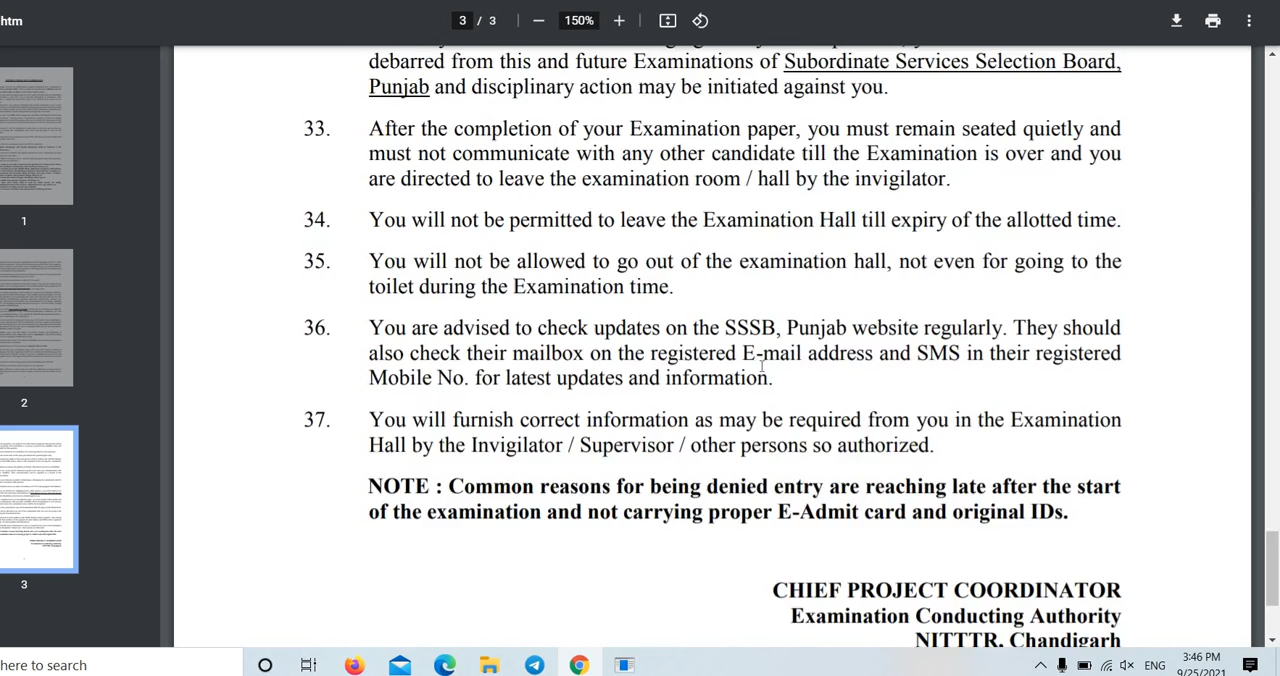 htm
3 / 3
150%
debarred from this and future Examinations of Subordinate Services Selection Board,
Punjab and disciplinary action may be initiated against you.
33. After the completion of your Examination paper, you must remain seated quietly and
must not communicate with any other candidate till the Examination is over and you
are directed to leave the examination room / hall by the invigilator.
34. You will not be permitted to leave the Examination Hall till expiry of the allotted time.
35. You will not be allowed to go out of the examination hall, not even for going to the
toilet during the Examination time.
36. You are advised to check updates on the SSSB, Punjab website regularly. They should
also check their mailbox on the registered E-mail address and SMS in their registered
Mobile No. for latest updates and information.
37. You will furnish correct information as may be required from you in the Examination
Hall by the Invigilator / Supervisor / other persons so authorized.
NOTE - Common reasons for being denied entry are reaching late after the start
of the examination and not carrying proper E-Admit card and original IDs.
CHIEF PROJECT COORDINATOR
Examination Conducting Authority
NITTTR, Chandigarh
1
2
3
here to search
ENG
3:46 PM
9/25/2021